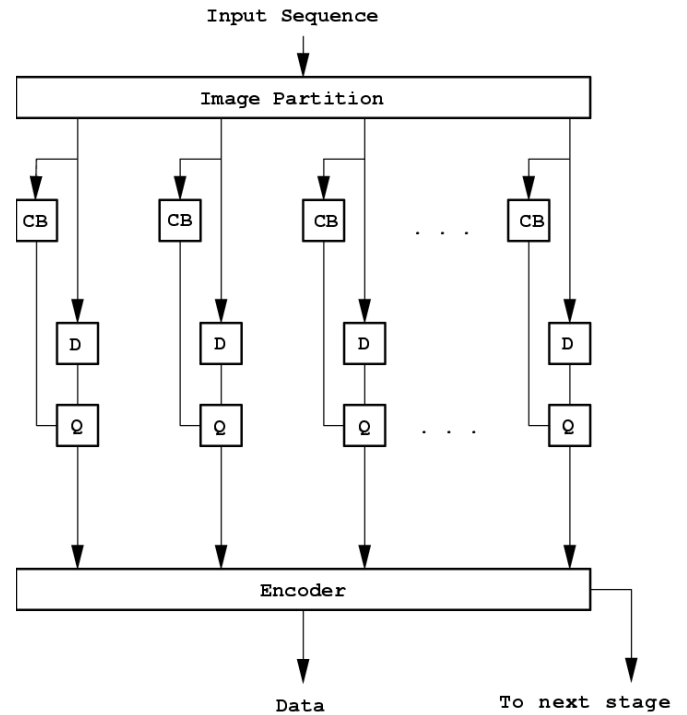 Input Sequence
Image Partition
CB CB CB . . . CB
D D D D
Q Q Q . . . Q
Encoder
Data
To next stage